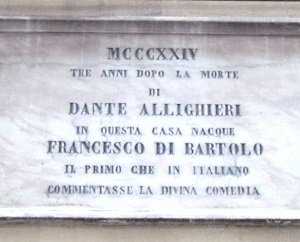 MCCCXXIV
TRE ANNI DOPO LA MORTE
DI
DANTE ALLIGHIERI
IN QUESTA CASA NACQUE
FRANCESCO DI BARTOLO
IL PRIMO CHE IN ITALIANO
COMMENTASSE LA DIVINA COMEDIA